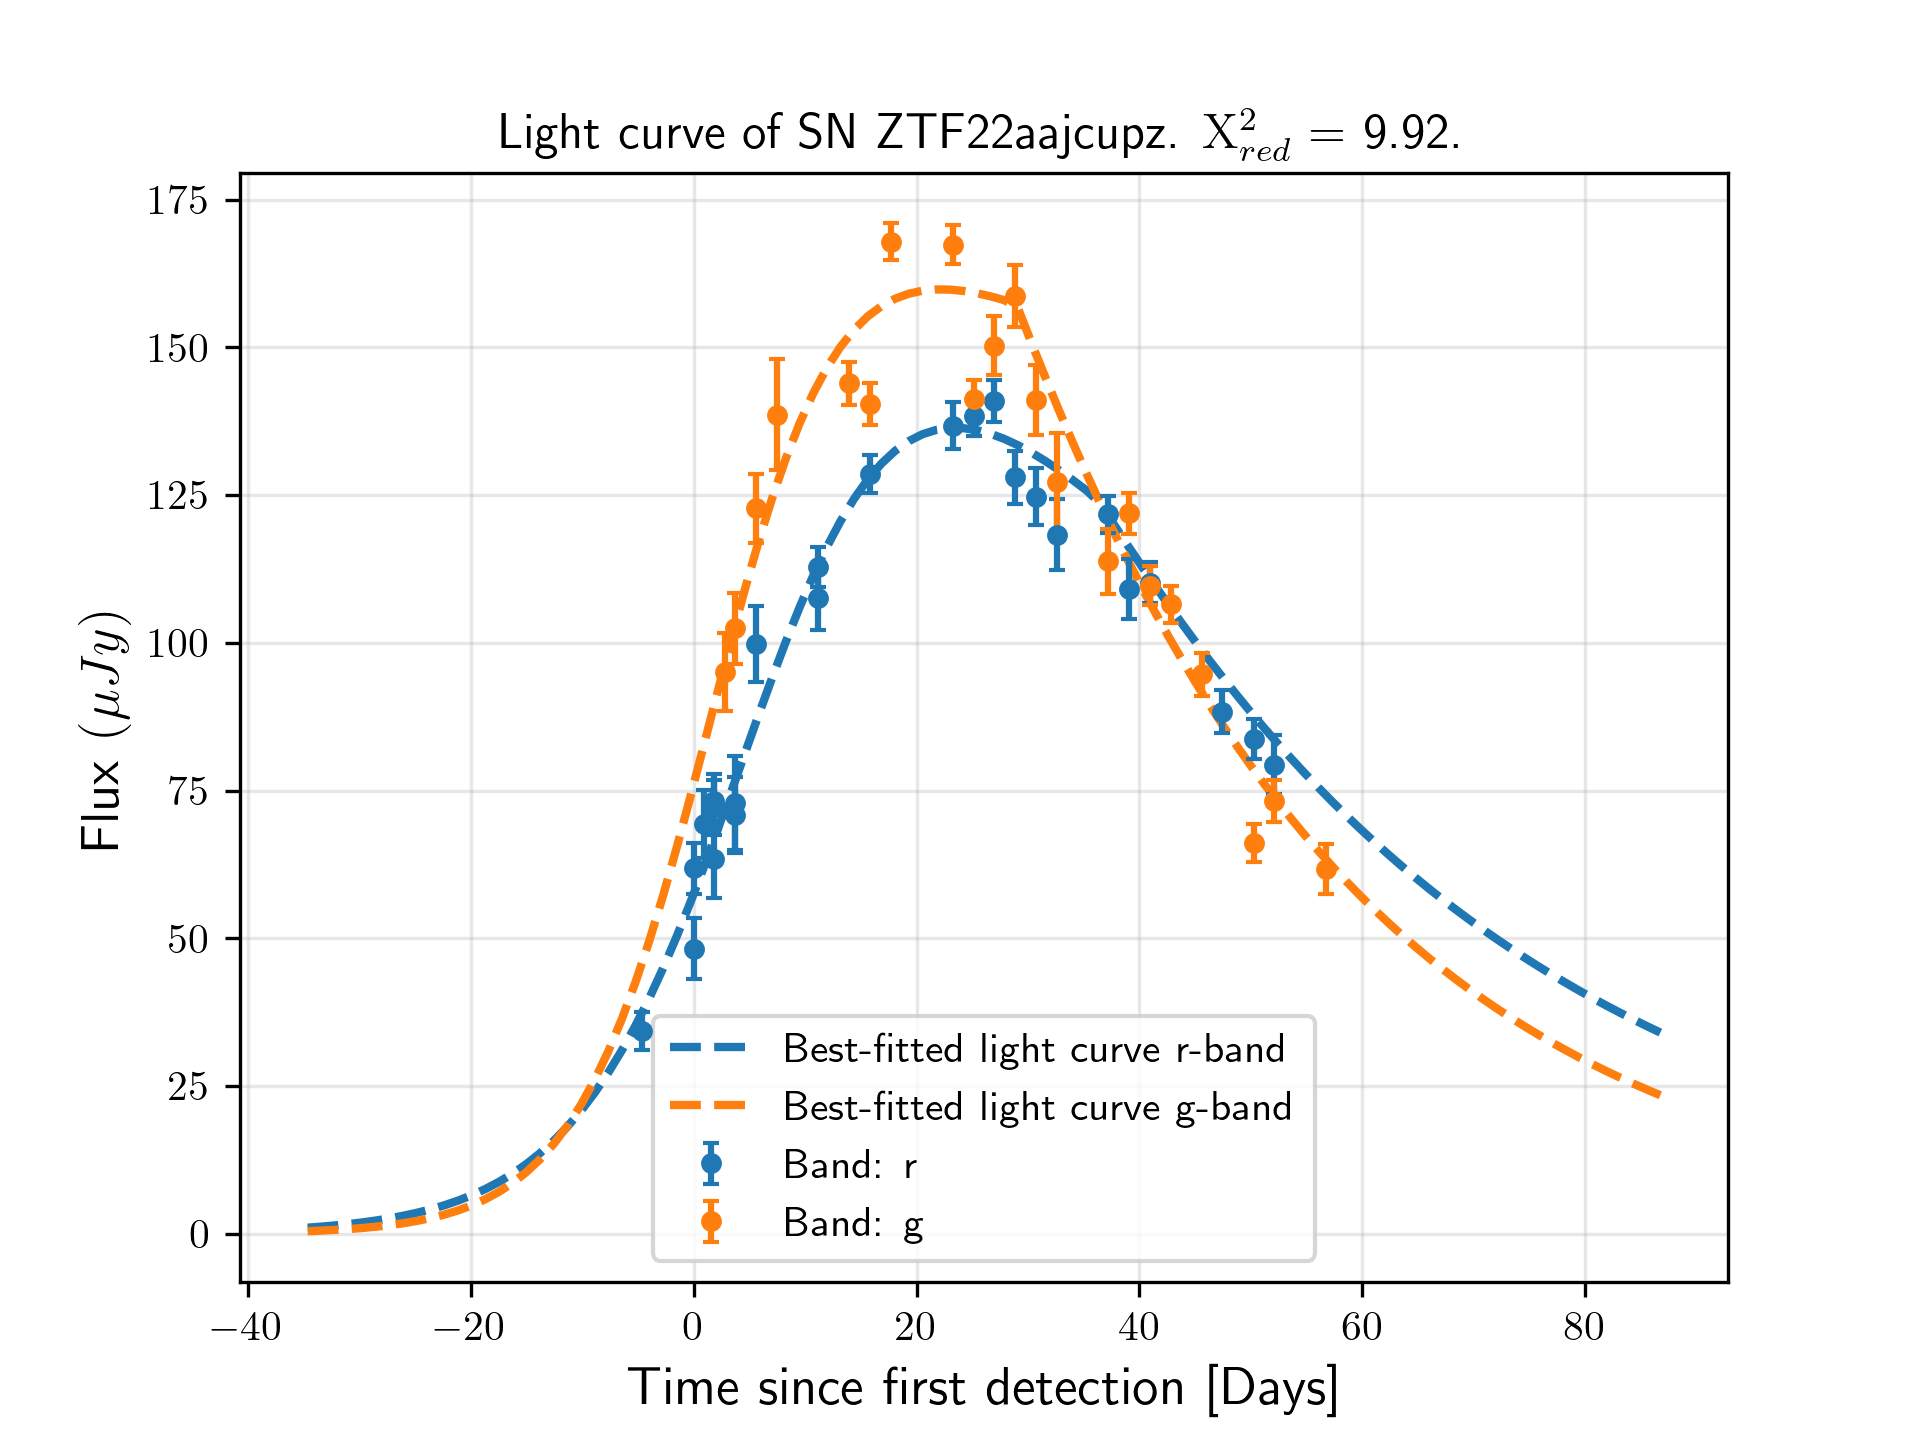 Light curve of SN ZTF22aajcupz. X²_red = 9.92.
175
150
125
100
75
50
25
0
Flux (μJy)
−40
−20
0
20
40
60
80
Time since first detection [Days]
Best-fitted light curve r-band
Best-fitted light curve g-band
Band: r
Band: g